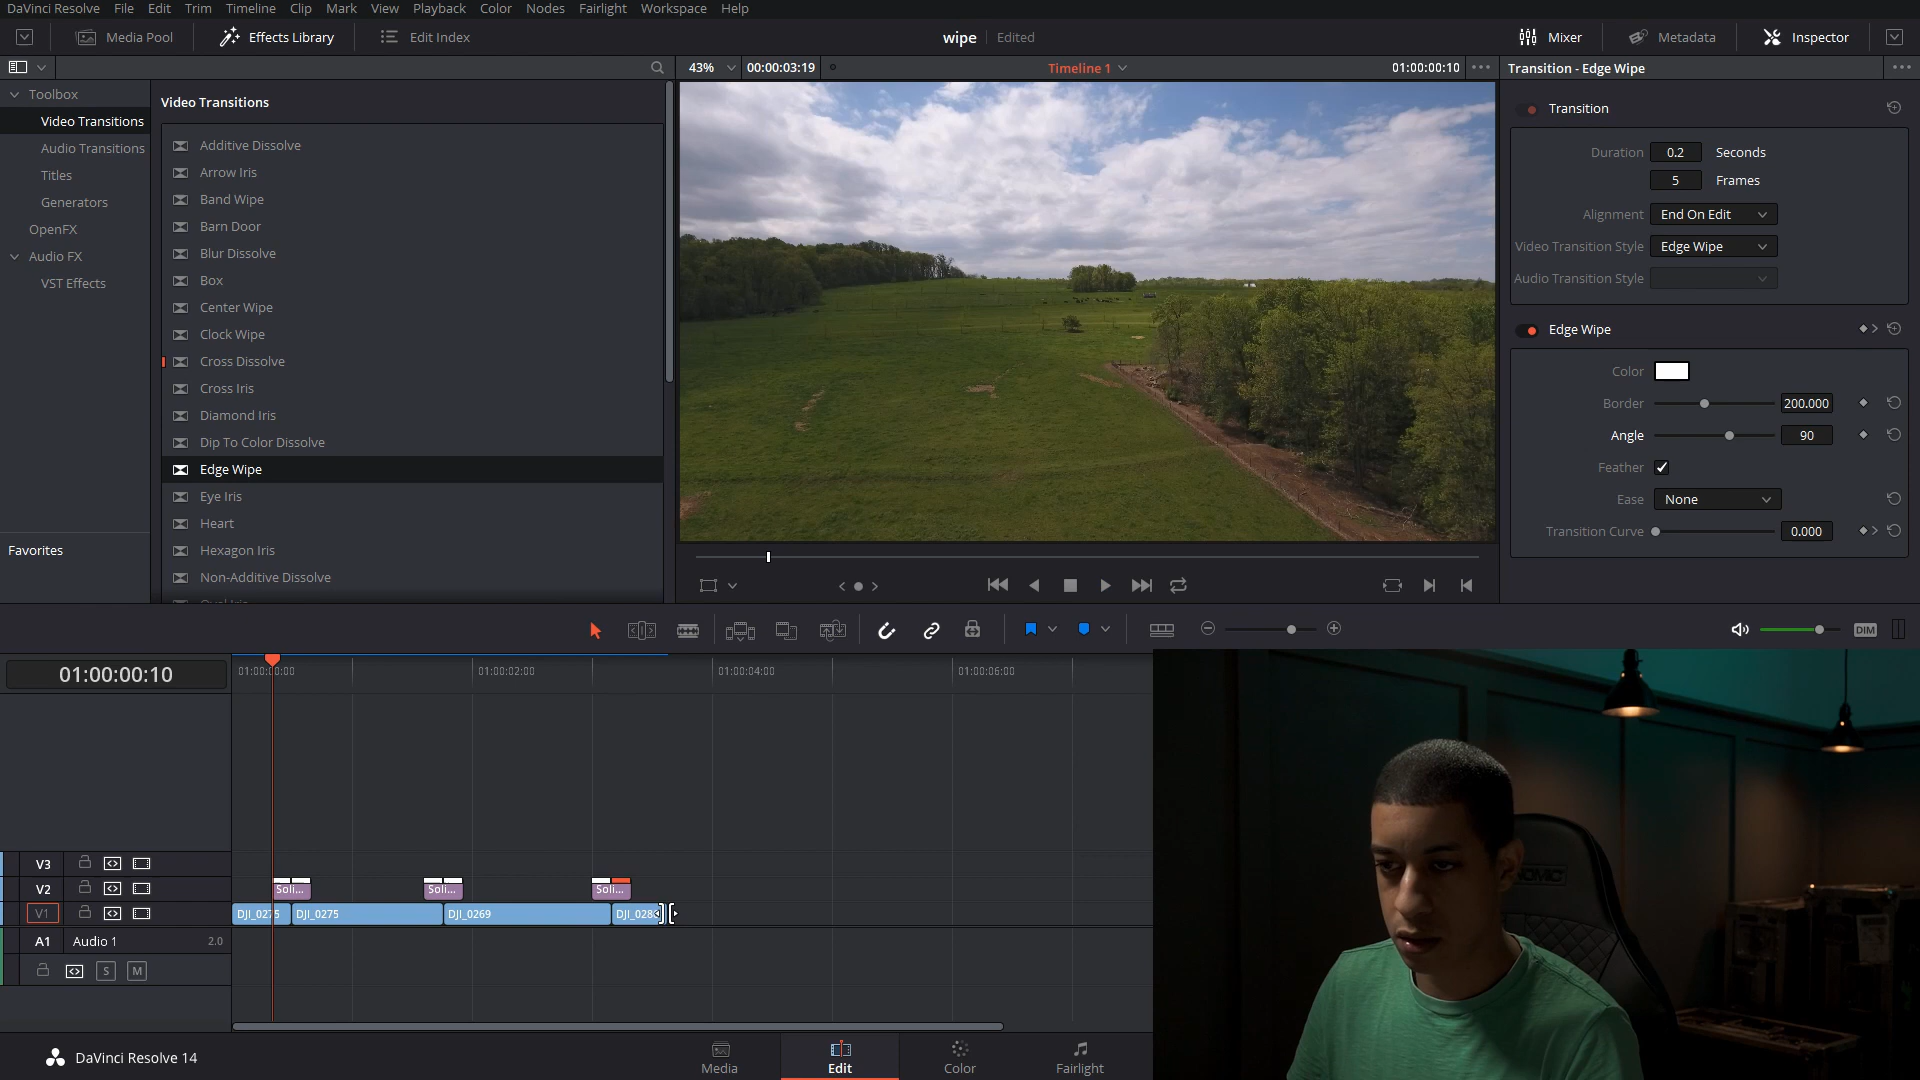 DaVinci Resolve File Edit Trim Timeline Clip Mark View Playback Color Nodes Fairlight Workspace Help
Media Pool Effects Library Edit Index wipe Edited Mixer Metadata Inspector
43% 00:00:03:19 Timeline 1 01:00:00:10 Transition - Edge Wipe
Toolbox
Video Transitions
Audio Transitions
Titles
Generators
OpenFX
Audio FX
VST Effects
Favorites
Video Transitions
Additive Dissolve
Arrow Iris
Band Wipe
Barn Door
Blur Dissolve
Box
Center Wipe
Clock Wipe
Cross Dissolve
Cross Iris
Diamond Iris
Dip To Color Dissolve
Edge Wipe
Eye Iris
Heart
Hexagon Iris
Non-Additive Dissolve
Transition
Duration 0.2 Seconds
5 Frames
Alignment End On Edit
Video Transition Style Edge Wipe
Audio Transition Style
Edge Wipe
Color
Border 200.000
Angle 90
Feather
Ease None
Transition Curve 0.000
DIM
01:00:00:10
01:00:00:00 01:00:02:00 01:00:04:00 01:00:06:00
V3
V2 Soli... Soli... Soli...
V1 DJI_0275 DJI_0275 DJI_0269
A1 Audio 1 2.0
S M
DaVinci Resolve 14
Media Edit Color Fairlight